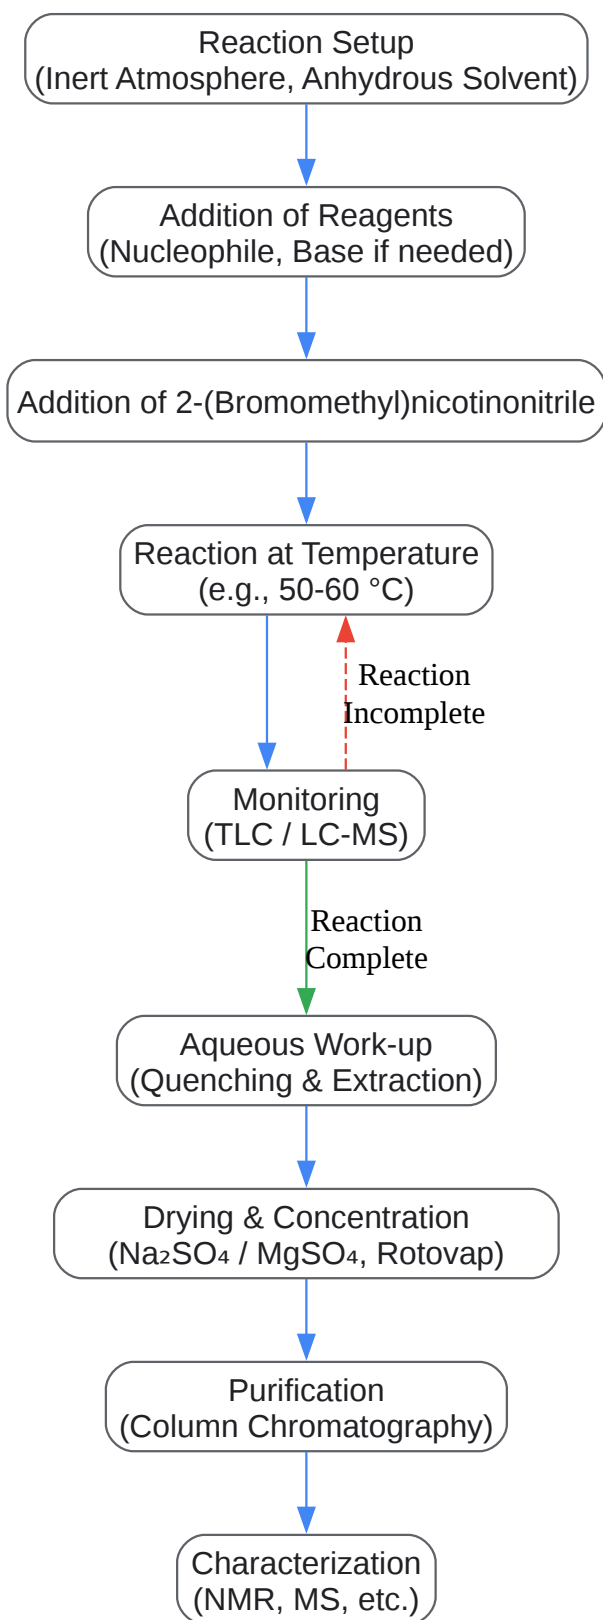 Reaction Setup
(Inert Atmosphere, Anhydrous Solvent)
Addition of Reagents
(Nucleophile, Base if needed)
Addition of 2-(Bromomethyl)nicotinonitrile
Reaction at Temperature
(e.g., 50-60 °C)
Reaction
Incomplete
Monitoring
(TLC / LC-MS)
Reaction
Complete
Aqueous Work-up
(Quenching & Extraction)
Drying & Concentration
(Na₂SO₄ / MgSO₄, Rotovap)
Purification
(Column Chromatography)
Characterization
(NMR, MS, etc.)